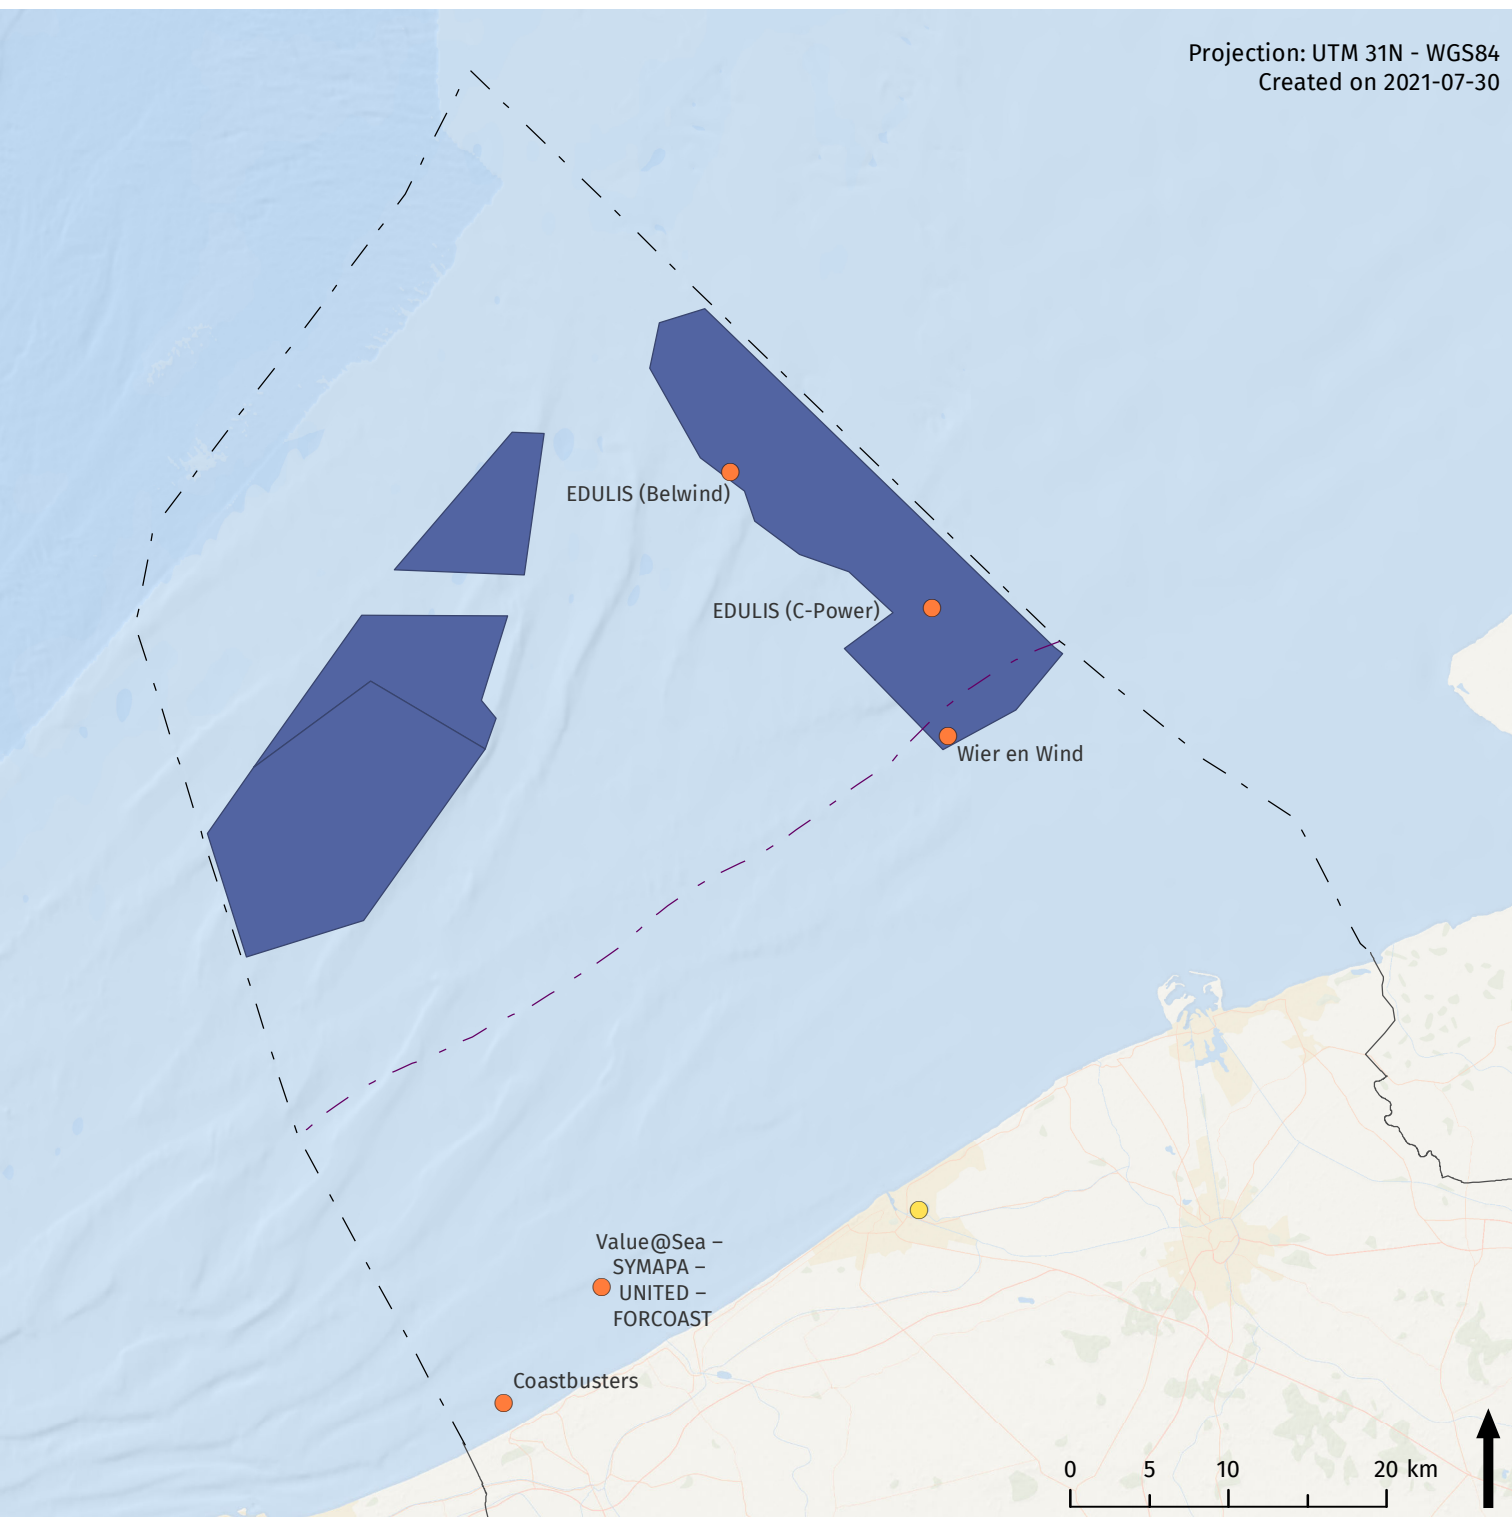 Projection: UTM 31N - WGS84
Created on 2021-07-30
EDULIS (Belwind)
EDULIS (C-Power)
Wier en Wind
Value@Sea –
SYMAPA –
UNITED –
FORCOAST
Coastbusters
0 5 10 20 km